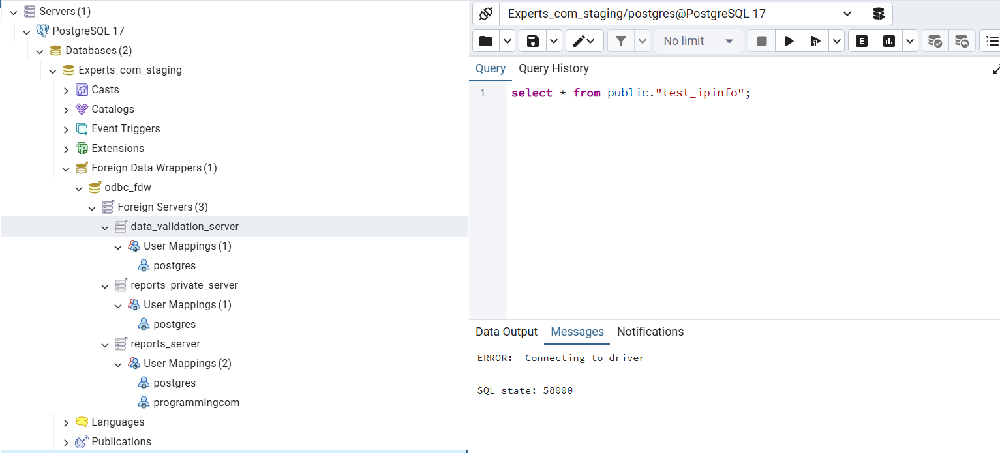 Servers (1)
PostgreSQL 17
Databases (2)
Experts_com_staging
Casts
Catalogs
Event Triggers
Extensions
Foreign Data Wrappers (1)
odbc_fdw
Foreign Servers (3)
data_validation_server
User Mappings (1)
postgres
reports_private_server
User Mappings (1)
postgres
reports_server
User Mappings (2)
postgres
programmingcom
Languages
Publications
Experts_com_staging/postgres@PostgreSQL 17
No limit
E
Query Query History
1 select * from public."test_ipinfo";
Data Output Messages Notifications
ERROR: Connecting to driver
SQL state: 58000